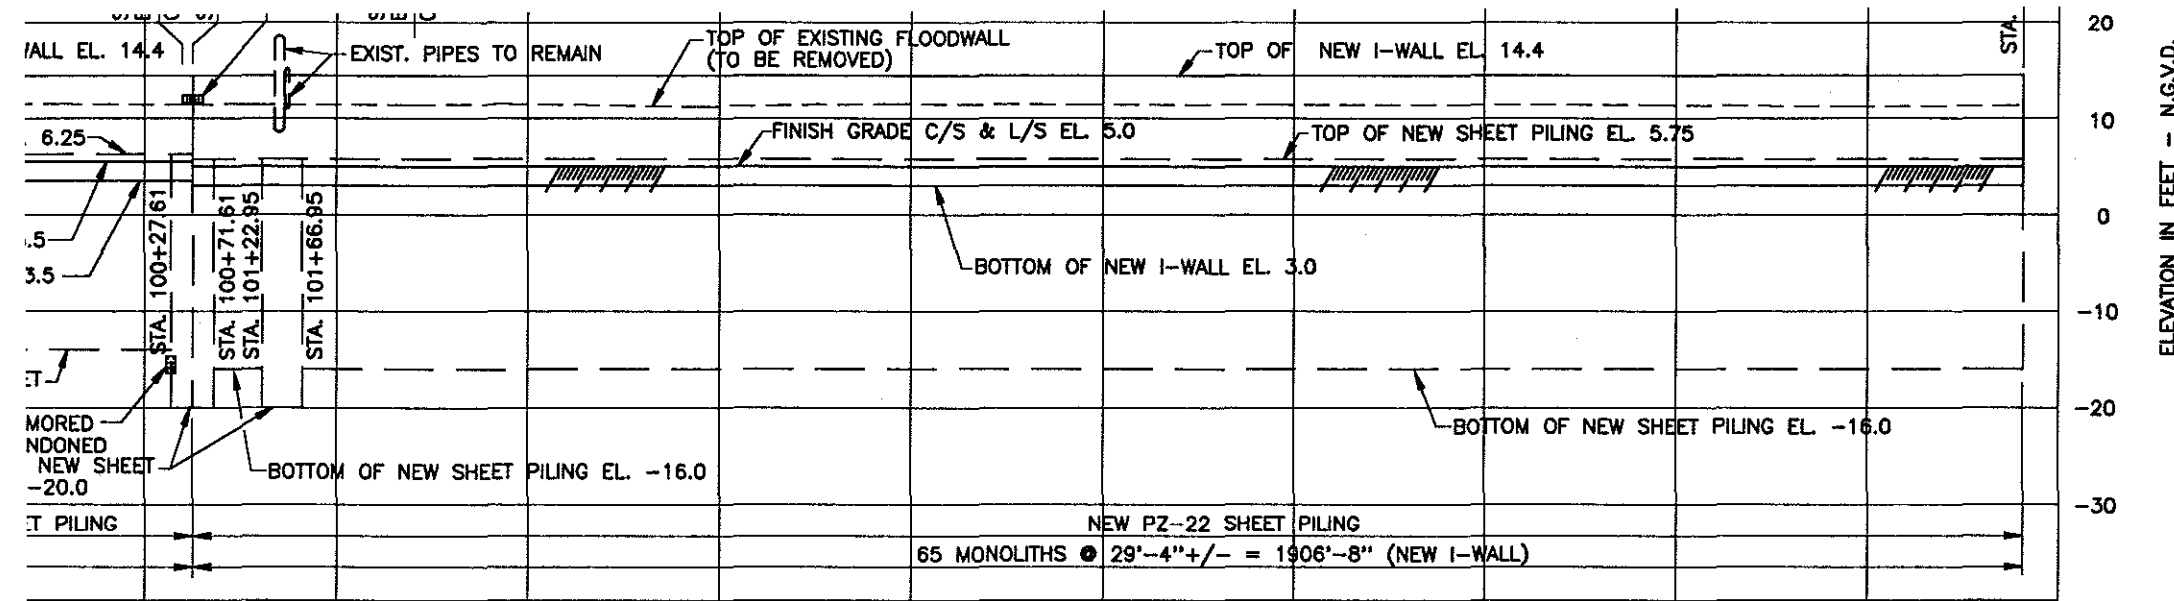 EL. 14.4
EXIST. PIPES TO REMAIN
TOP OF EXISTING FLOODWALL
(TO BE REMOVED)
TOP OF NEW I-WALL EL. 14.4
STA.
20
6.25
FINISH GRADE C/S & L/S EL. 5.0
TOP OF NEW SHEET PILING EL. 5.75
10
STA. 100+27.61
STA. 100+71.61
STA. 101+22.95
STA. 101+66.95
0
.5
3.5
BOTTOM OF NEW I-WALL EL. 3.0
-10
ELEVATION IN FEET - N.G.V.D.
-20
NEW SHEET
-20.0
BOTTOM OF NEW SHEET PILING EL. -16.0
BOTTOM OF NEW SHEET PILING EL. -16.0
-30
PILING
NEW PZ-22 SHEET PILING
65 MONOLITHS @ 29'-4"+/- = 1906'-8" (NEW I-WALL)